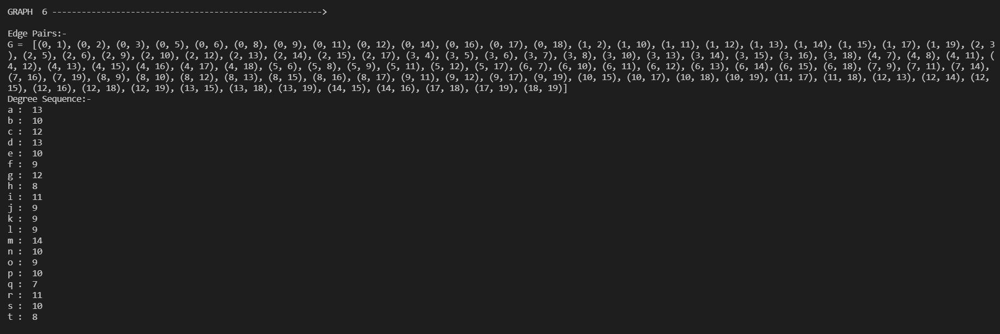 GRAPH  6 ------------------------------------------------------->
Edge Pairs:-
G =  [(0, 1), (0, 2), (0, 3), (0, 5), (0, 6), (0, 8), (0, 9), (0, 11), (0, 12), (0, 14), (0, 16), (0, 17), (0, 18), (1, 2), (1, 10), (1, 11), (1, 12), (1, 13), (1, 14), (1, 15), (1, 17), (1, 19), (2, 3
), (2, 5), (2, 6), (2, 9), (2, 10), (2, 12), (2, 13), (2, 14), (2, 15), (2, 17), (3, 4), (3, 5), (3, 6), (3, 7), (3, 8), (3, 10), (3, 13), (3, 14), (3, 15), (3, 16), (3, 18), (4, 7), (4, 8), (4, 11), (
4, 12), (4, 13), (4, 15), (4, 16), (4, 17), (4, 18), (5, 6), (5, 8), (5, 9), (5, 11), (5, 12), (5, 17), (6, 7), (6, 10), (6, 11), (6, 12), (6, 13), (6, 14), (6, 15), (6, 18), (7, 9), (7, 11), (7, 14),
(7, 16), (7, 19), (8, 9), (8, 10), (8, 12), (8, 13), (8, 15), (8, 16), (8, 17), (9, 11), (9, 12), (9, 17), (9, 19), (10, 15), (10, 17), (10, 18), (10, 19), (11, 17), (11, 18), (12, 13), (12, 14), (12,
15), (12, 16), (12, 18), (12, 19), (13, 15), (13, 18), (13, 19), (14, 15), (14, 16), (17, 18), (17, 19), (18, 19)]
Degree Sequence:-
a :  13
b :  10
c :  12
d :  13
e :  10
f :  9
g :  12
h :  8
i :  11
j :  9
k :  9
l :  9
m :  14
n :  10
o :  9
p :  10
q :  7
r :  11
s :  10
t :  8